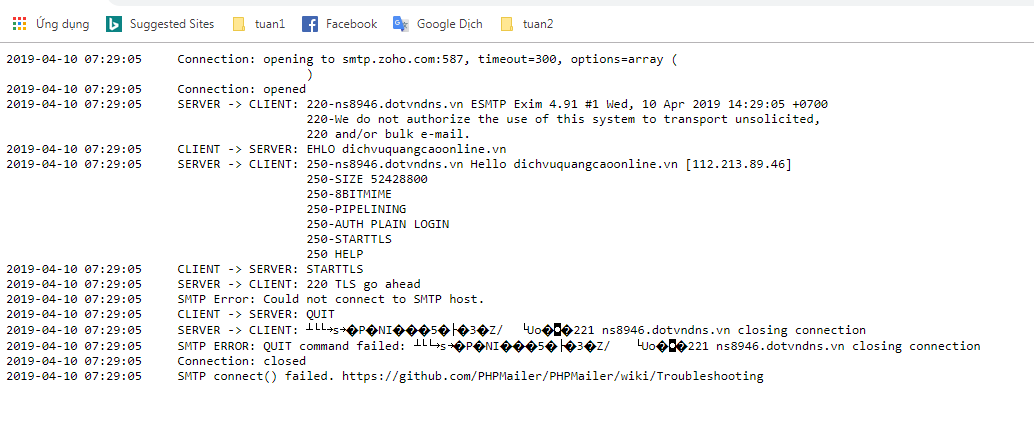 Ứng dụng Suggested Sites tuan1 Facebook Google Dịch tuan2
2019-04-10 07:29:05 Connection: opening to smtp.zoho.com:587, timeout=300, options=array (
)
2019-04-10 07:29:05 Connection: opened
2019-04-10 07:29:05 SERVER -> CLIENT: 220-ns8946.dotvndns.vn ESMTP Exim 4.91 #1 Wed, 10 Apr 2019 14:29:05 +0700
220-We do not authorize the use of this system to transport unsolicited,
220 and/or bulk e-mail.
2019-04-10 07:29:05 CLIENT -> SERVER: EHLO dichvuquangcaoonline.vn
2019-04-10 07:29:05 SERVER -> CLIENT: 250-ns8946.dotvndns.vn Hello dichvuquangcaoonline.vn [112.213.89.46]
250-SIZE 52428800
250-8BITMIME
250-PIPELINING
250-AUTH PLAIN LOGIN
250-STARTTLS
250 HELP
2019-04-10 07:29:05 CLIENT -> SERVER: STARTTLS
2019-04-10 07:29:05 SERVER -> CLIENT: 220 TLS go ahead
2019-04-10 07:29:05 SMTP Error: Could not connect to SMTP host.
2019-04-10 07:29:05 CLIENT -> SERVER: QUIT
2019-04-10 07:29:05 SERVER -> CLIENT: 221 ns8946.dotvndns.vn closing connection
2019-04-10 07:29:05 SMTP ERROR: QUIT command failed: 221 ns8946.dotvndns.vn closing connection
2019-04-10 07:29:05 Connection: closed
2019-04-10 07:29:05 SMTP connect() failed. https://github.com/PHPMailer/PHPMailer/wiki/Troubleshooting